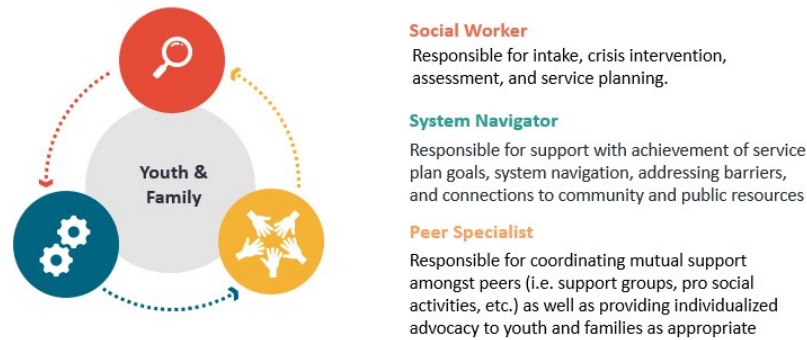 Youth &
Family
Social Worker
Responsible for intake, crisis intervention,
assessment, and service planning.
System Navigator
Responsible for support with achievement of service
plan goals, system navigation, addressing barriers,
and connections to community and public resources
Peer Specialist
Responsible for coordinating mutual support
amongst peers (i.e. support groups, pro social
activities, etc.) as well as providing individualized
advocacy to youth and families as appropriate